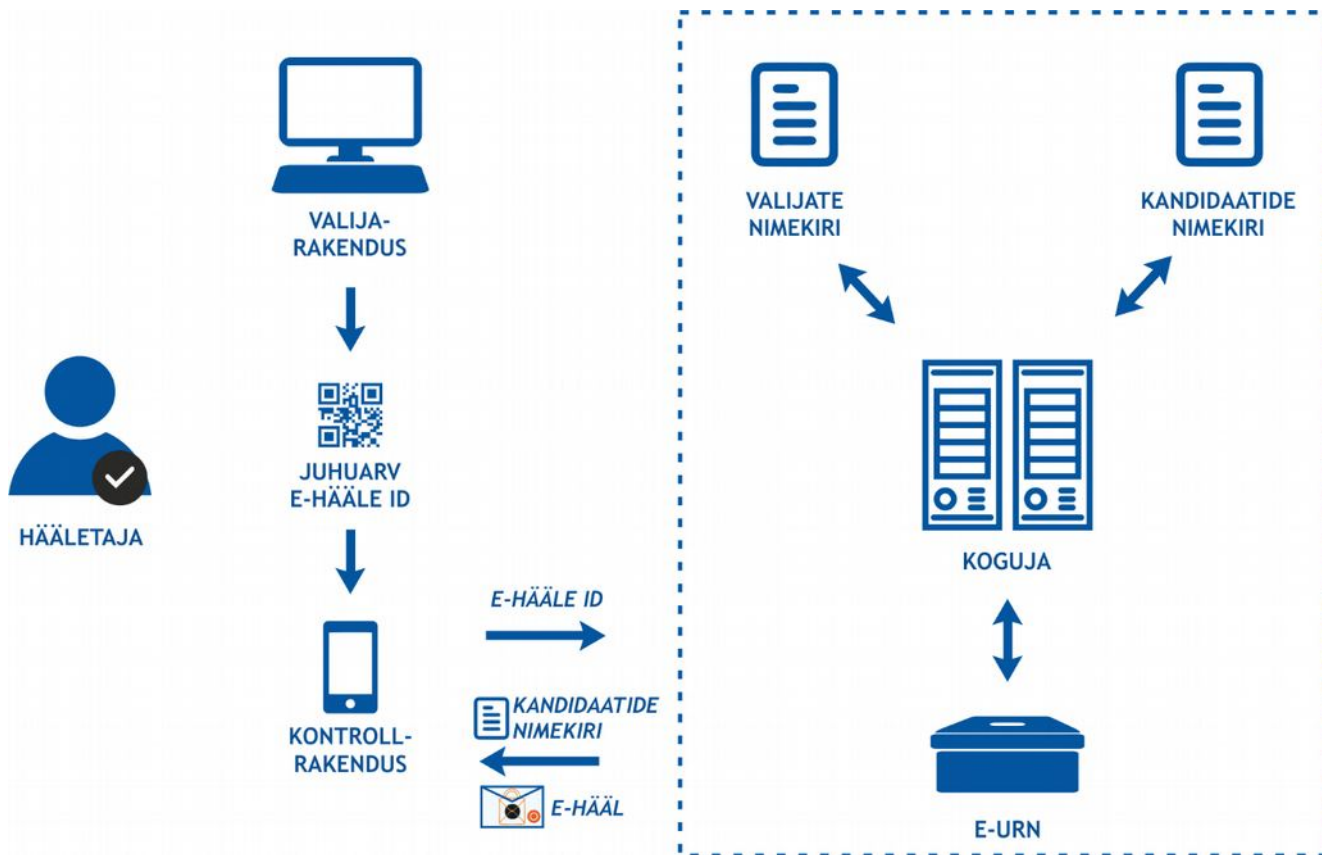 VALIJA-
RAKENDUS
JUHUARV
E-HÄÄLE ID
HÄÄLETAJA
KONTROLL-
RAKENDUS
E-HÄÄLE ID
KANDIDAATIDE
NIMEKIRI
E-HÄÄL
VALIJATE
NIMEKIRI
KANDIDAATIDE
NIMEKIRI
KOGUJA
E-URN